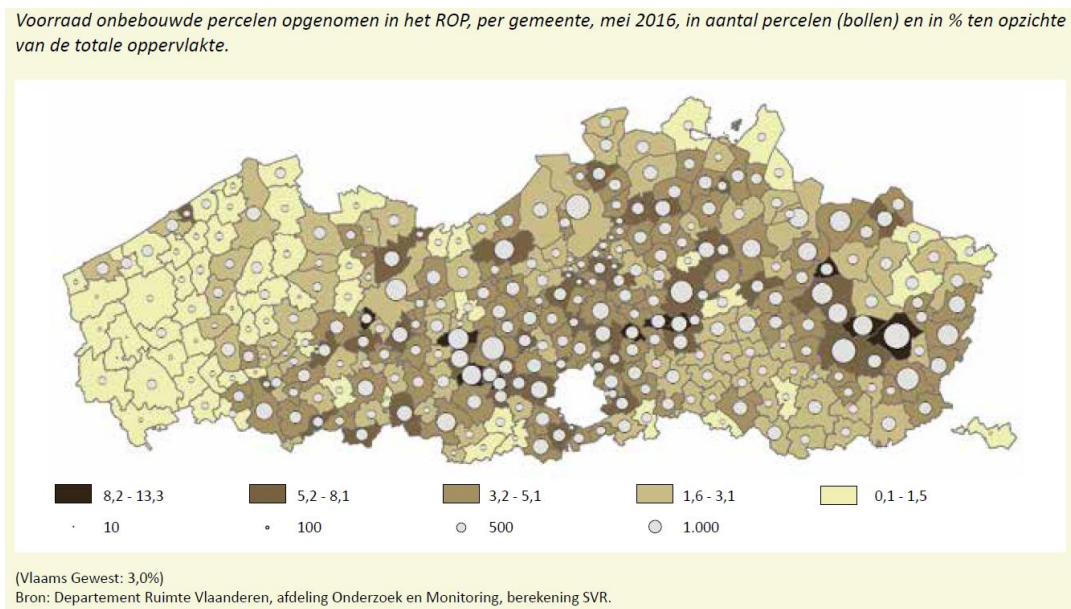 Voorraad onbebouwde percelen opgenomen in het ROP, per gemeente, mei 2016, in aantal percelen (bollen) en in % ten opzichte
van de totale oppervlakte.
8,2 - 13,3 5,2 - 8,1 3,2 - 5,1 1,6 - 3,1 0,1 - 1,5
10 100 500 1.000
(Vlaams Gewest: 3,0%)
Bron: Departement Ruimte Vlaanderen, afdeling Onderzoek en Monitoring, berekening SVR.